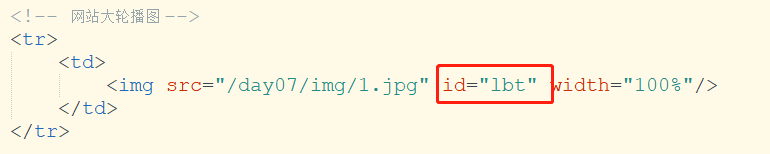 <!-- 网站大轮播图 -->
<tr>
<td>
<img src="/day07/img/1.jpg" id="lbt" width="100%"/>
</td>
</tr>